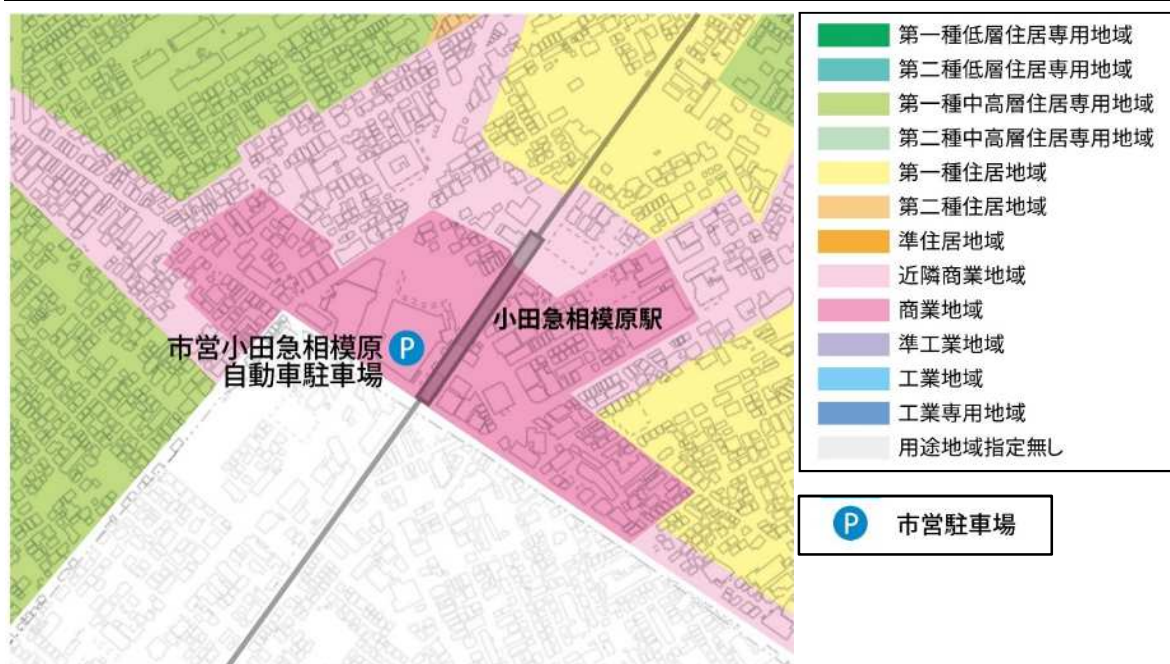 小田急相模原駅
市営小田急相模原
自動車駐車場
P
第一種低層住居専用地域
第二種低層住居専用地域
第一種中高層住居専用地域
第二種中高層住居専用地域
第一種住居地域
第二種住居地域
準住居地域
近隣商業地域
商業地域
準工業地域
工業地域
工業専用地域
用途地域指定無し
P 市営駐車場